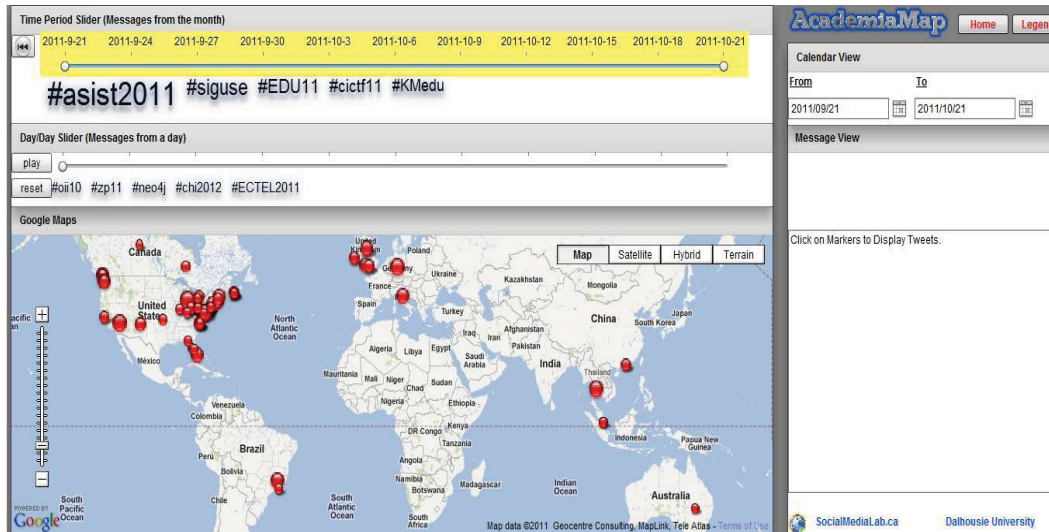 Time Period Slider (Messages from the month)
2011-9-21 2011-9-24 2011-9-27 2011-9-30 2011-10-3 2011-10-6 2011-10-9 2011-10-12 2011-10-15 2011-10-18 2011-10-21
#asist2011 #siguse #EDU11 #cictf11 #KMedu
Day/Day Slider (Messages from a day)
play
reset #oii10 #zp11 #neo4j #chi2012 #ECTEL2011
Google Maps
Map Satellite Hybrid Terrain
Canada
United
Poland
Ukraine
France
Kazakhstan
Mongolia
United States
Spain
Turkey
China
Japan
South Korea
North Atlantic Ocean
Iraq
Iran
Afghanistan
Pakistan
México
Algeria
Libya
Egypt
Saudi Arabia
India
Thailand
Mauritania
Mali
Niger
Chad
Sudan
Nigeria
Ethiopia
Venezuela
Colombia
DR Congo
Kenya
Tanzania
Indonesia
Papua New Guinea
Perú
Brazil
Bolivia
Angola
Namibia
Botswana
Madagascar
Chile
Indian Ocean
Australia
South Pacific Ocean
South Atlantic Ocean
South Africa
POWERED BY
Google
Map data ©2011 Geocentre Consulting, MapLink, Tele Atlas - Terms of Use
AcademiaMap
Home
Legen
Calendar View
From To
2011/09/21 2011/10/21
Message View
Click on Markers to Display Tweets.
SocialMediaLab.ca Dalhousie University